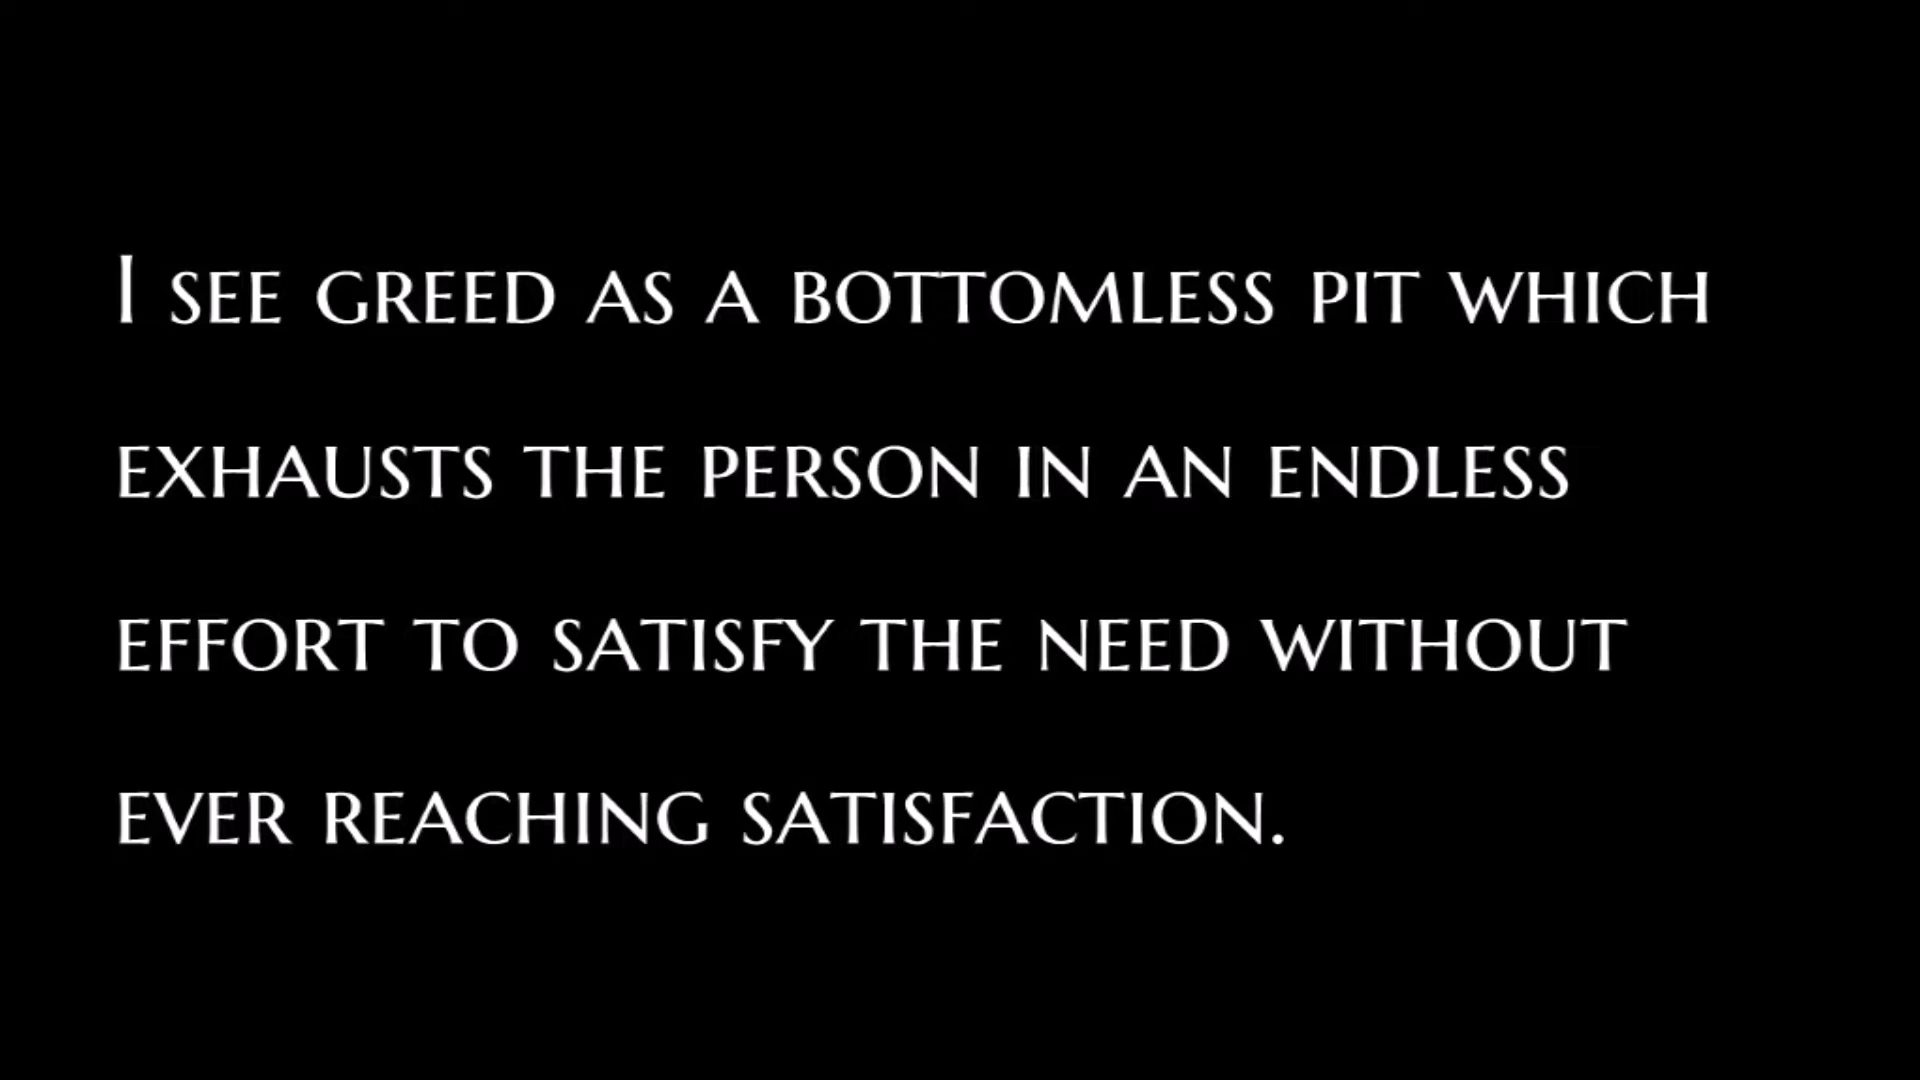 I see greed as a bottomless pit which
exhausts the person in an endless
effort to satisfy the need without
ever reaching satisfaction.